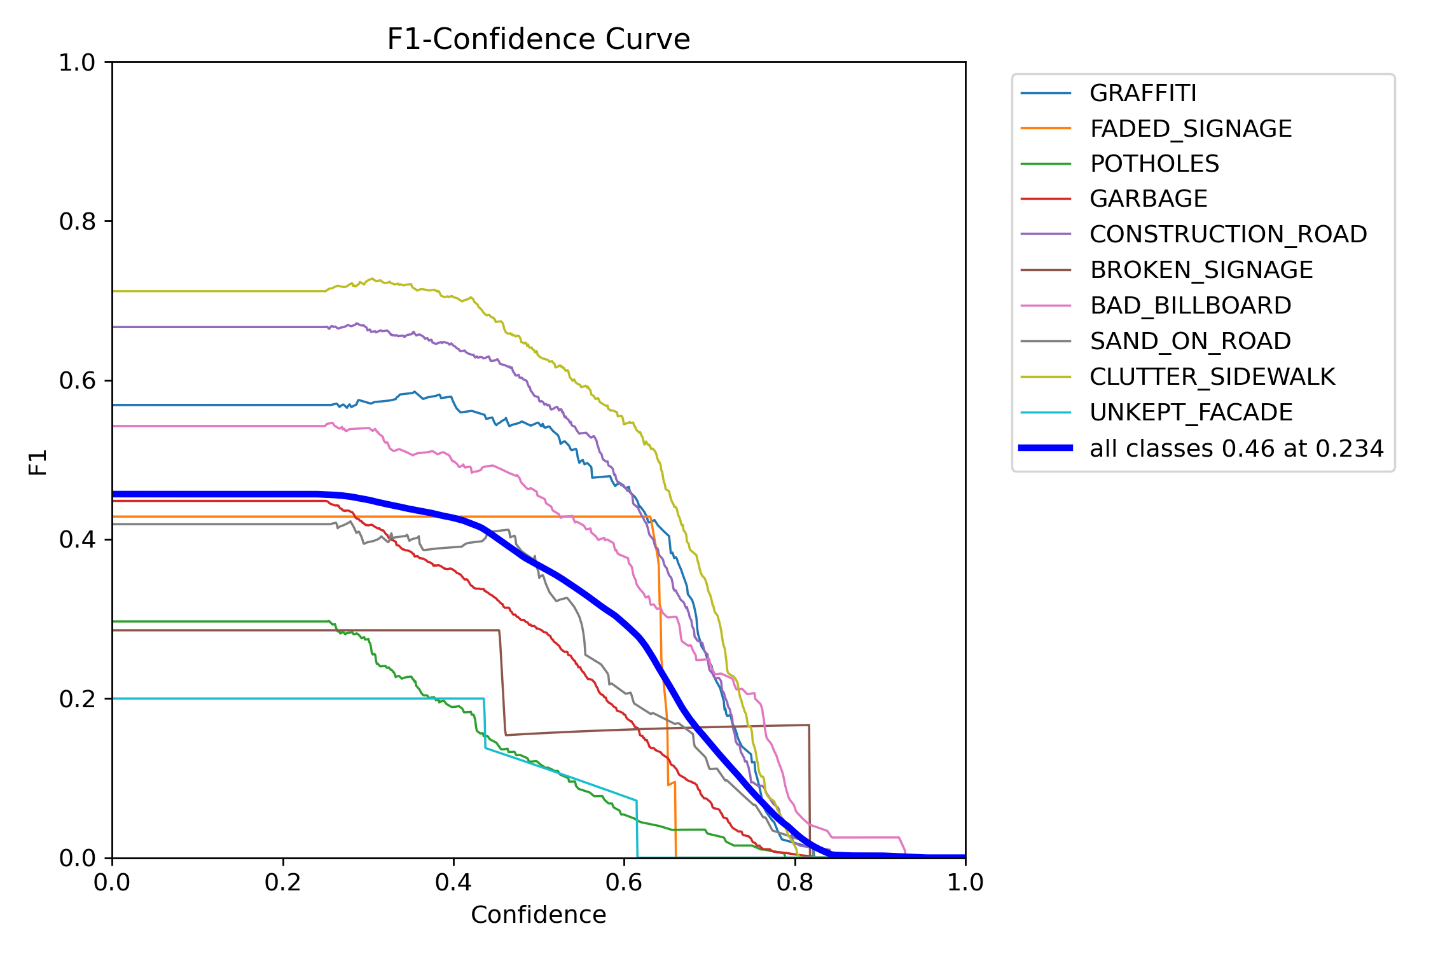 F1-Confidence Curve
1.0
0.8
0.6
0.4
0.2
0.0
F1
0.0 0.2 0.4 0.6 0.8 1.0
Confidence
GRAFFITI
FADED_SIGNAGE
POTHOLES
GARBAGE
CONSTRUCTION_ROAD
BROKEN_SIGNAGE
BAD_BILLBOARD
SAND_ON_ROAD
CLUTTER_SIDEWALK
UNKEPT_FACADE
all classes 0.46 at 0.234